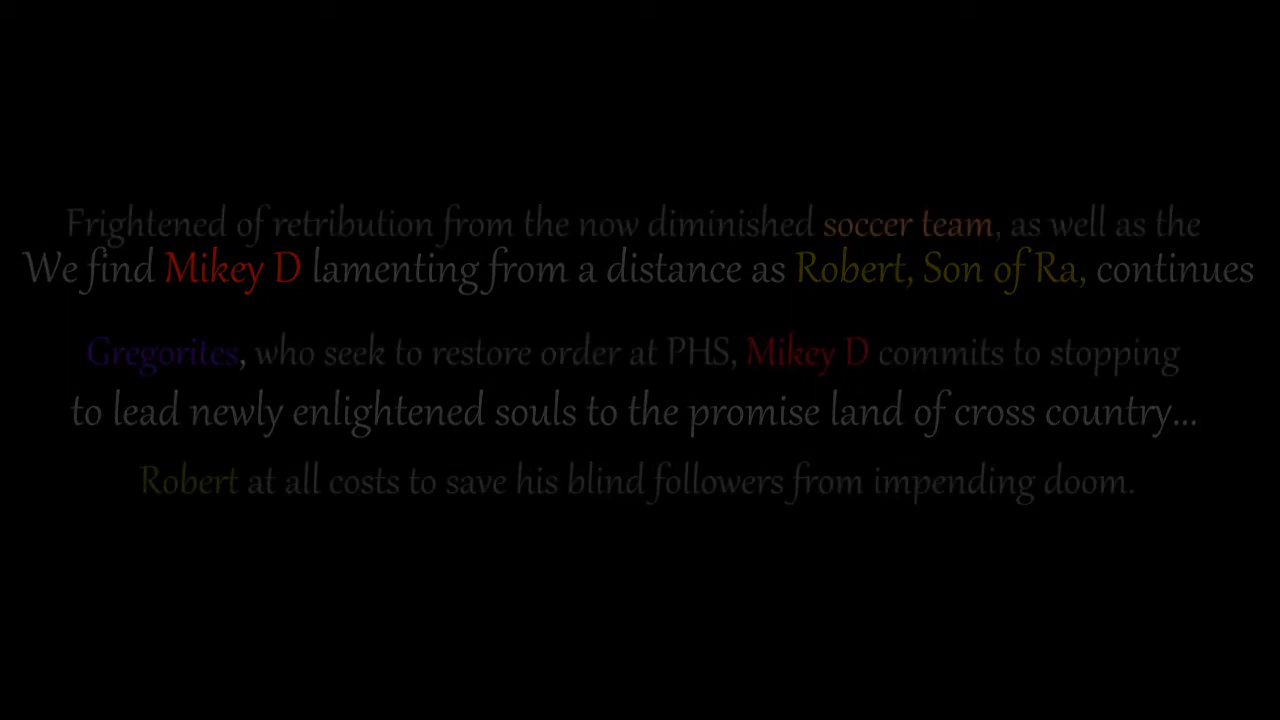 Frightened of retribution from the now diminished soccer team, as well as the
We find Mikey D lamenting from a distance as Robert, Son of Ra, continues
Gregorites, who seek to restore order at PHS, Mikey D commits to stopping
to lead newly enlightened souls to the promise land of cross country...
Robert at all costs to save his blind followers from impending doom.